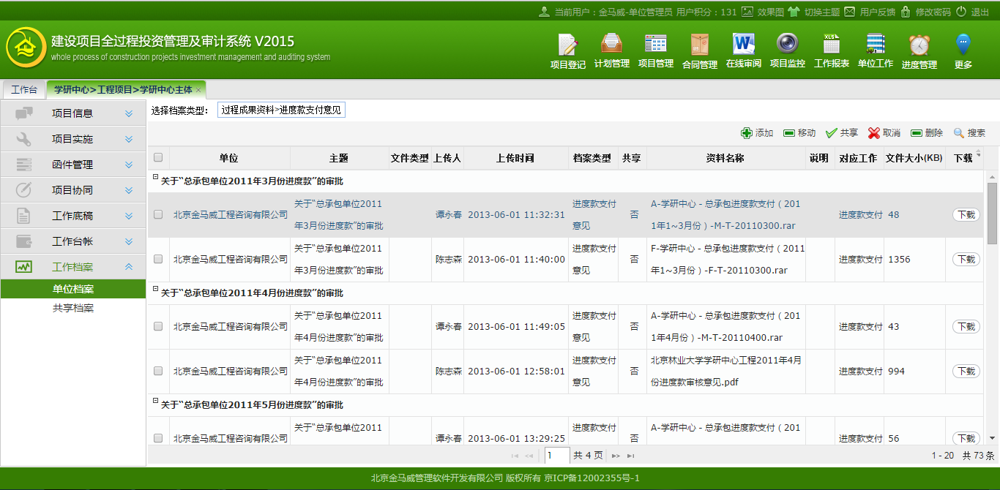 当前用户：金马威-单位管理员 用户积分：131 效果图 切换主题 用户反馈 修改密码 退出
建设项目全过程投资管理及审计系统 V2015
whole process of construction projects investment management and auditing system
项目登记 计划管理 项目管理 合同管理 在线审阅 项目监控 工作报表 单位工作 进度管理 更多
工作台 学研中心>工程项目>学研中心主体 ×
项目信息
项目实施
函件管理
项目协同
工作底稿
工作台帐
工作档案
单位档案
共享档案
选择档案类型： 过程成果资料>进度款支付意见
添加 移动 共享 取消 删除 搜索
单位 主题 文件类型 上传人 上传时间 档案类型 共享 资料名称 说明 对应工作 文件大小(KB) 下载
关于“总承包单位2011年3月份进度款”的审批
北京金马威工程咨询有限公司 关于“总承包单位2011年3月份进度款”的审批 谭永春 2013-06-01 11:32:31 进度款支付意见 否 A-学研中心－总承包进度款支付（2011年1~3月份）-M-T-20110300.rar 进度款支付 48 下载
北京金马威工程咨询有限公司 关于“总承包单位2011年3月份进度款”的审批 陈志森 2013-06-01 11:40:00 进度款支付意见 否 F-学研中心－总承包进度款支付（2011年1~3月份）-F-T-20110300.rar 进度款支付 1356 下载
关于“总承包单位2011年4月份进度款”的审批
北京金马威工程咨询有限公司 关于“总承包单位2011年4月份进度款”的审批 谭永春 2013-06-01 11:49:05 进度款支付意见 否 A-学研中心－总承包进度款支付（2011年4月份）-M-T-20110400.rar 进度款支付 43 下载
北京金马威工程咨询有限公司 关于“总承包单位2011年4月份进度款”的审批 陈志森 2013-06-01 12:58:01 进度款支付意见 否 北京林业大学学研中心工程2011年4月份进度款审核意见.pdf 进度款支付 994 下载
关于“总承包单位2011年5月份进度款”的审批
北京金马威工程咨询有限公司 关于“总承包单位2011 谭永春 2013-06-01 13:29:25 进度款支付 否 A-学研中心－总承包进度款支付（201 进度款支付 56 下载
1 共 4 页
1 - 20 共 73 条
北京金马威管理软件开发有限公司 版权所有 京ICP备12002355号-1